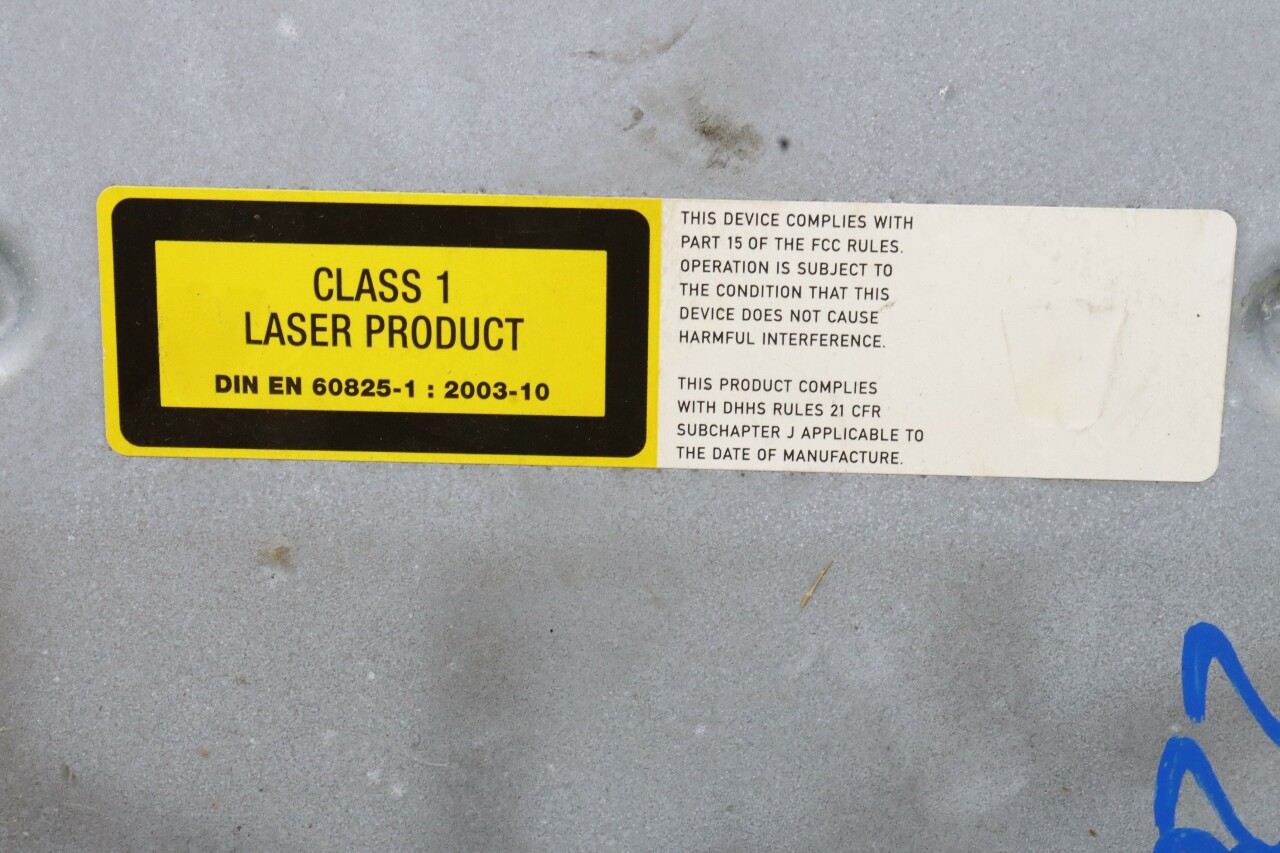 CLASS 1
LASER PRODUCT
DIN EN 60825-1 : 2003-10
THIS DEVICE COMPLIES WITH
PART 15 OF THE FCC RULES.
OPERATION IS SUBJECT TO
THE CONDITION THAT THIS
DEVICE DOES NOT CAUSE
HARMFUL INTERFERENCE.
THIS PRODUCT COMPLIES
WITH DHHS RULES 21 CFR
SUBCHAPTER J APPLICABLE TO
THE DATE OF MANUFACTURE.